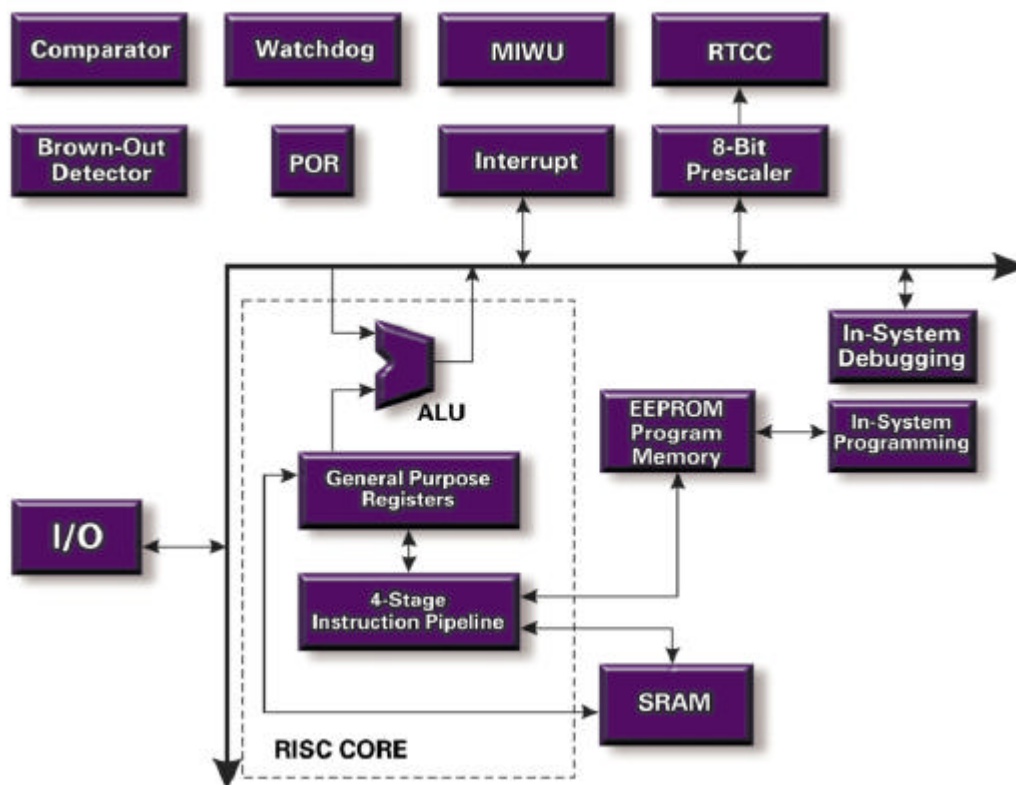 Comparator
Watchdog
MIWU
RTCC
Brown-Out
Detector
POR
Interrupt
8-Bit
Prescaler
In-System
Debugging
ALU
EEPROM
Program
Memory
In-System
Programming
General Purpose
Registers
I/O
4-Stage
Instruction Pipeline
SRAM
RISC CORE